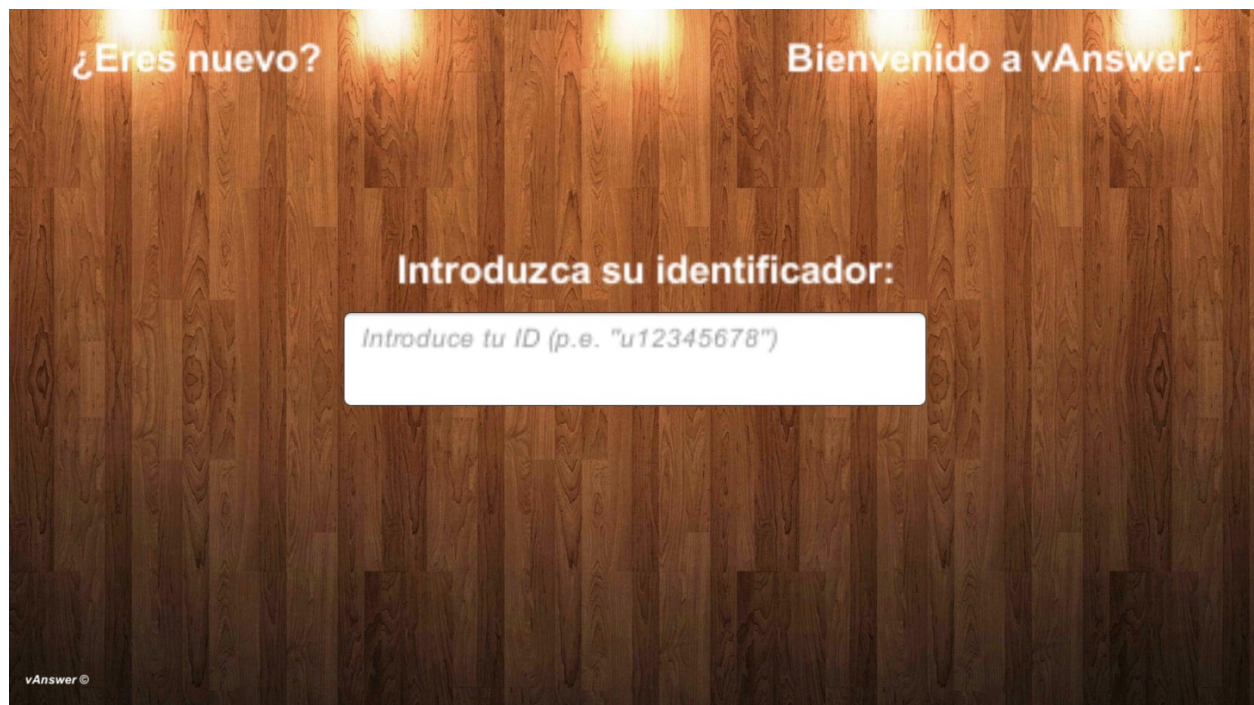 ¿Eres nuevo?
Bienvenido a vAnswer.
Introduzca su identificador:
Introduce tu ID (p.e. "u12345678")
vAnswer ©